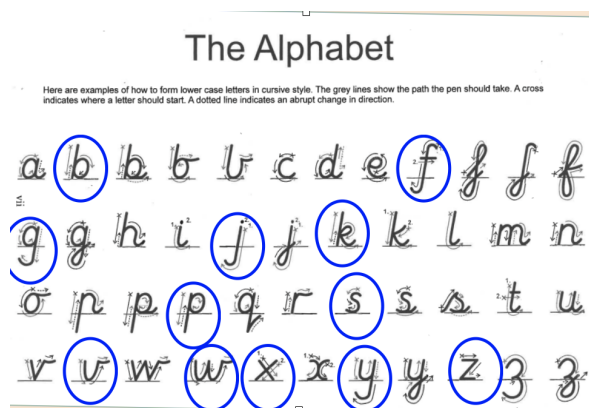 The Alphabet
Here are examples of how to form lower case letters in cursive style. The grey lines show the path the pen should take. A cross
indicates where a letter should start. A dotted line indicates an abrupt change in direction.
a b b b b c d e f f f f
vii
g g h i j j k k l m n
o p p p q r s s s t u
v v w w x x y y z z z